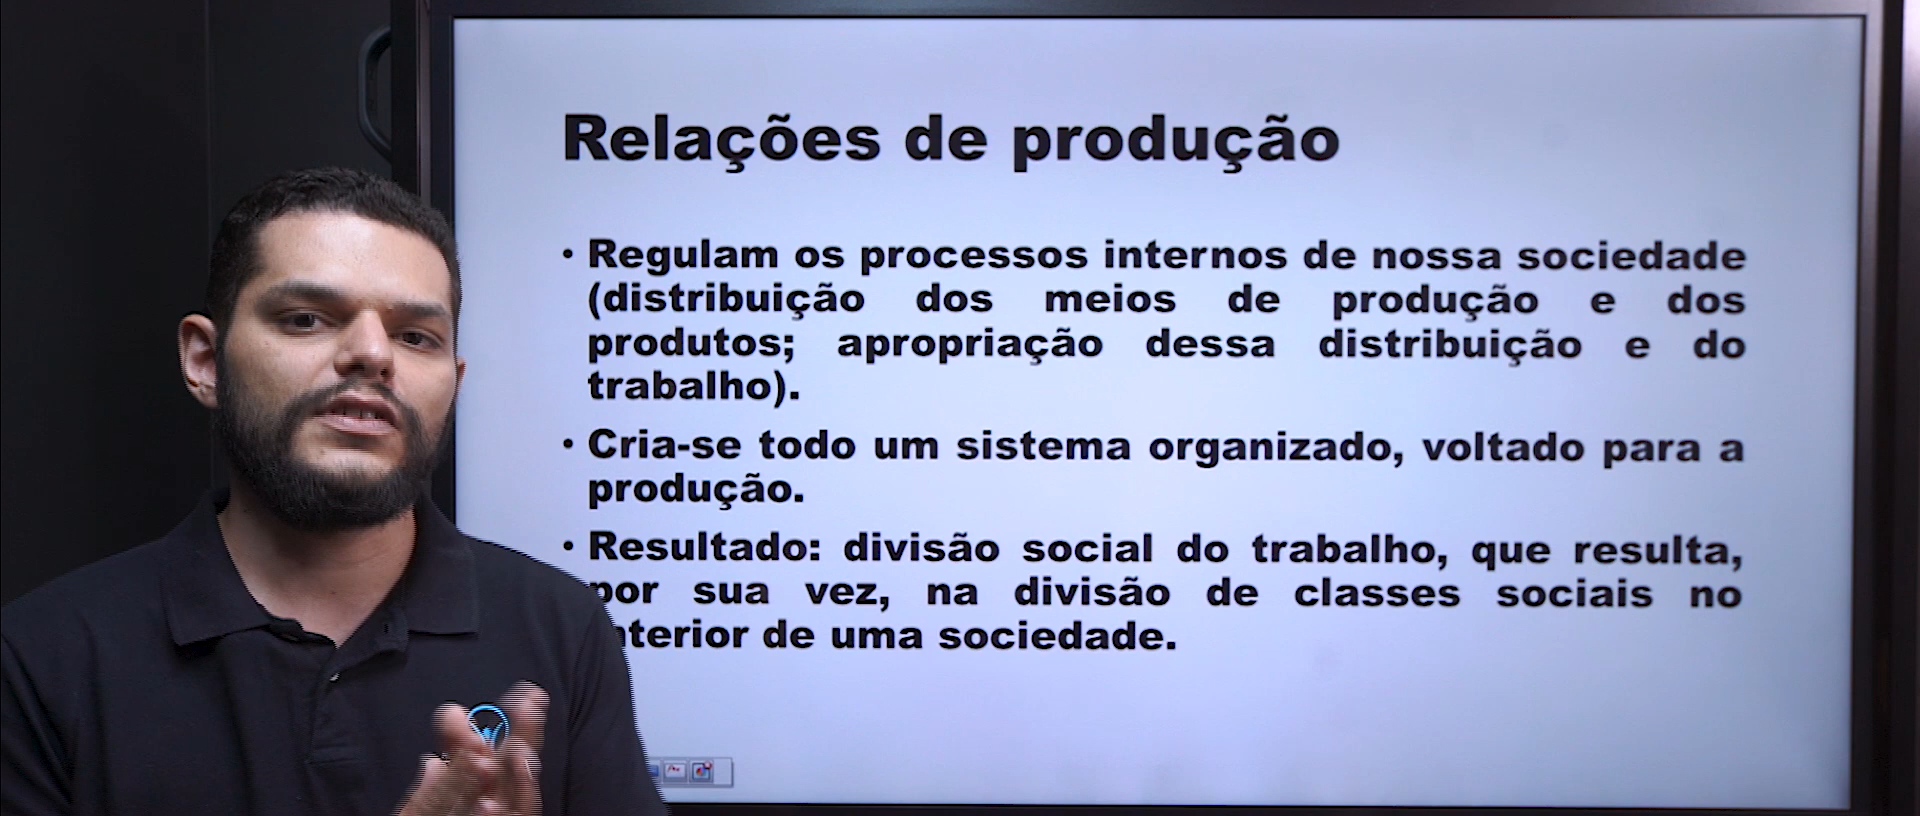 Relações de produção
• Regulam os processos internos de nossa sociedade
(distribuição dos meios de produção e dos
produtos; apropriação dessa distribuição e do
trabalho).
• Cria-se todo um sistema organizado, voltado para a
produção.
• Resultado: divisão social do trabalho, que resulta,
por sua vez, na divisão de classes sociais no
nterior de uma sociedade.